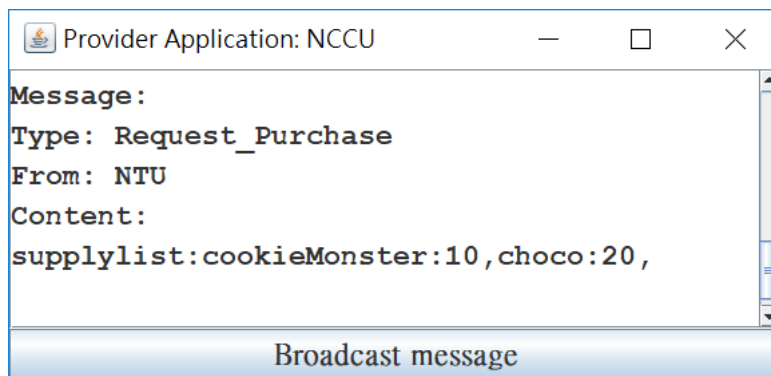 Provider Application: NCCU
Message:
Type: Request_Purchase
From: NTU
Content:
supplylist:cookieMonster:10,choco:20,
Broadcast message